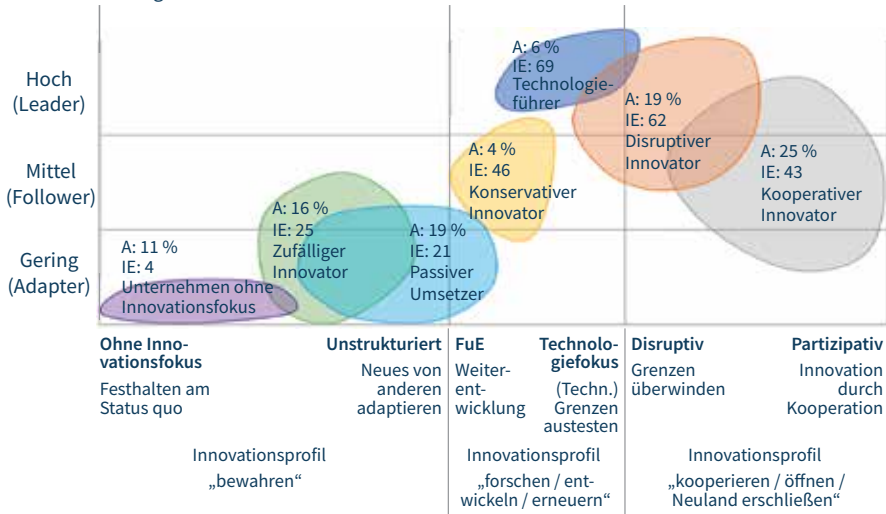 Hoch
(Leader)
Mittel
(Follower)
Gering
(Adapter)
A: 11 %
IE: 4
Unternehmen ohne
Innovationsfokus
A: 16 %
IE: 25
Zufälliger
Innovator
A: 19 %
IE: 21
Passiver
Umsetzer
A: 4 %
IE: 46
Konservativer
Innovator
A: 6 %
IE: 69
Technologie-
führer
A: 19 %
IE: 62
Disruptiver
Innovator
A: 25 %
IE: 43
Kooperativer
Innovator
Ohne Inno-
vationsfokus
Festhalten am
Status quo
Unstrukturiert
Neues von
anderen
adaptieren
FuE
Weiter-
ent-
wicklung
Technolo-
giefokus
(Techn.)
Grenzen
austesten
Disruptiv
Grenzen
überwinden
Partizipativ
Innovation
durch
Kooperation
Innovationsprofil
„bewahren“
Innovationsprofil
„forschen / ent-
wickeln / erneuern“
Innovationsprofil
„kooperieren / öffnen /
Neuland erschließen“